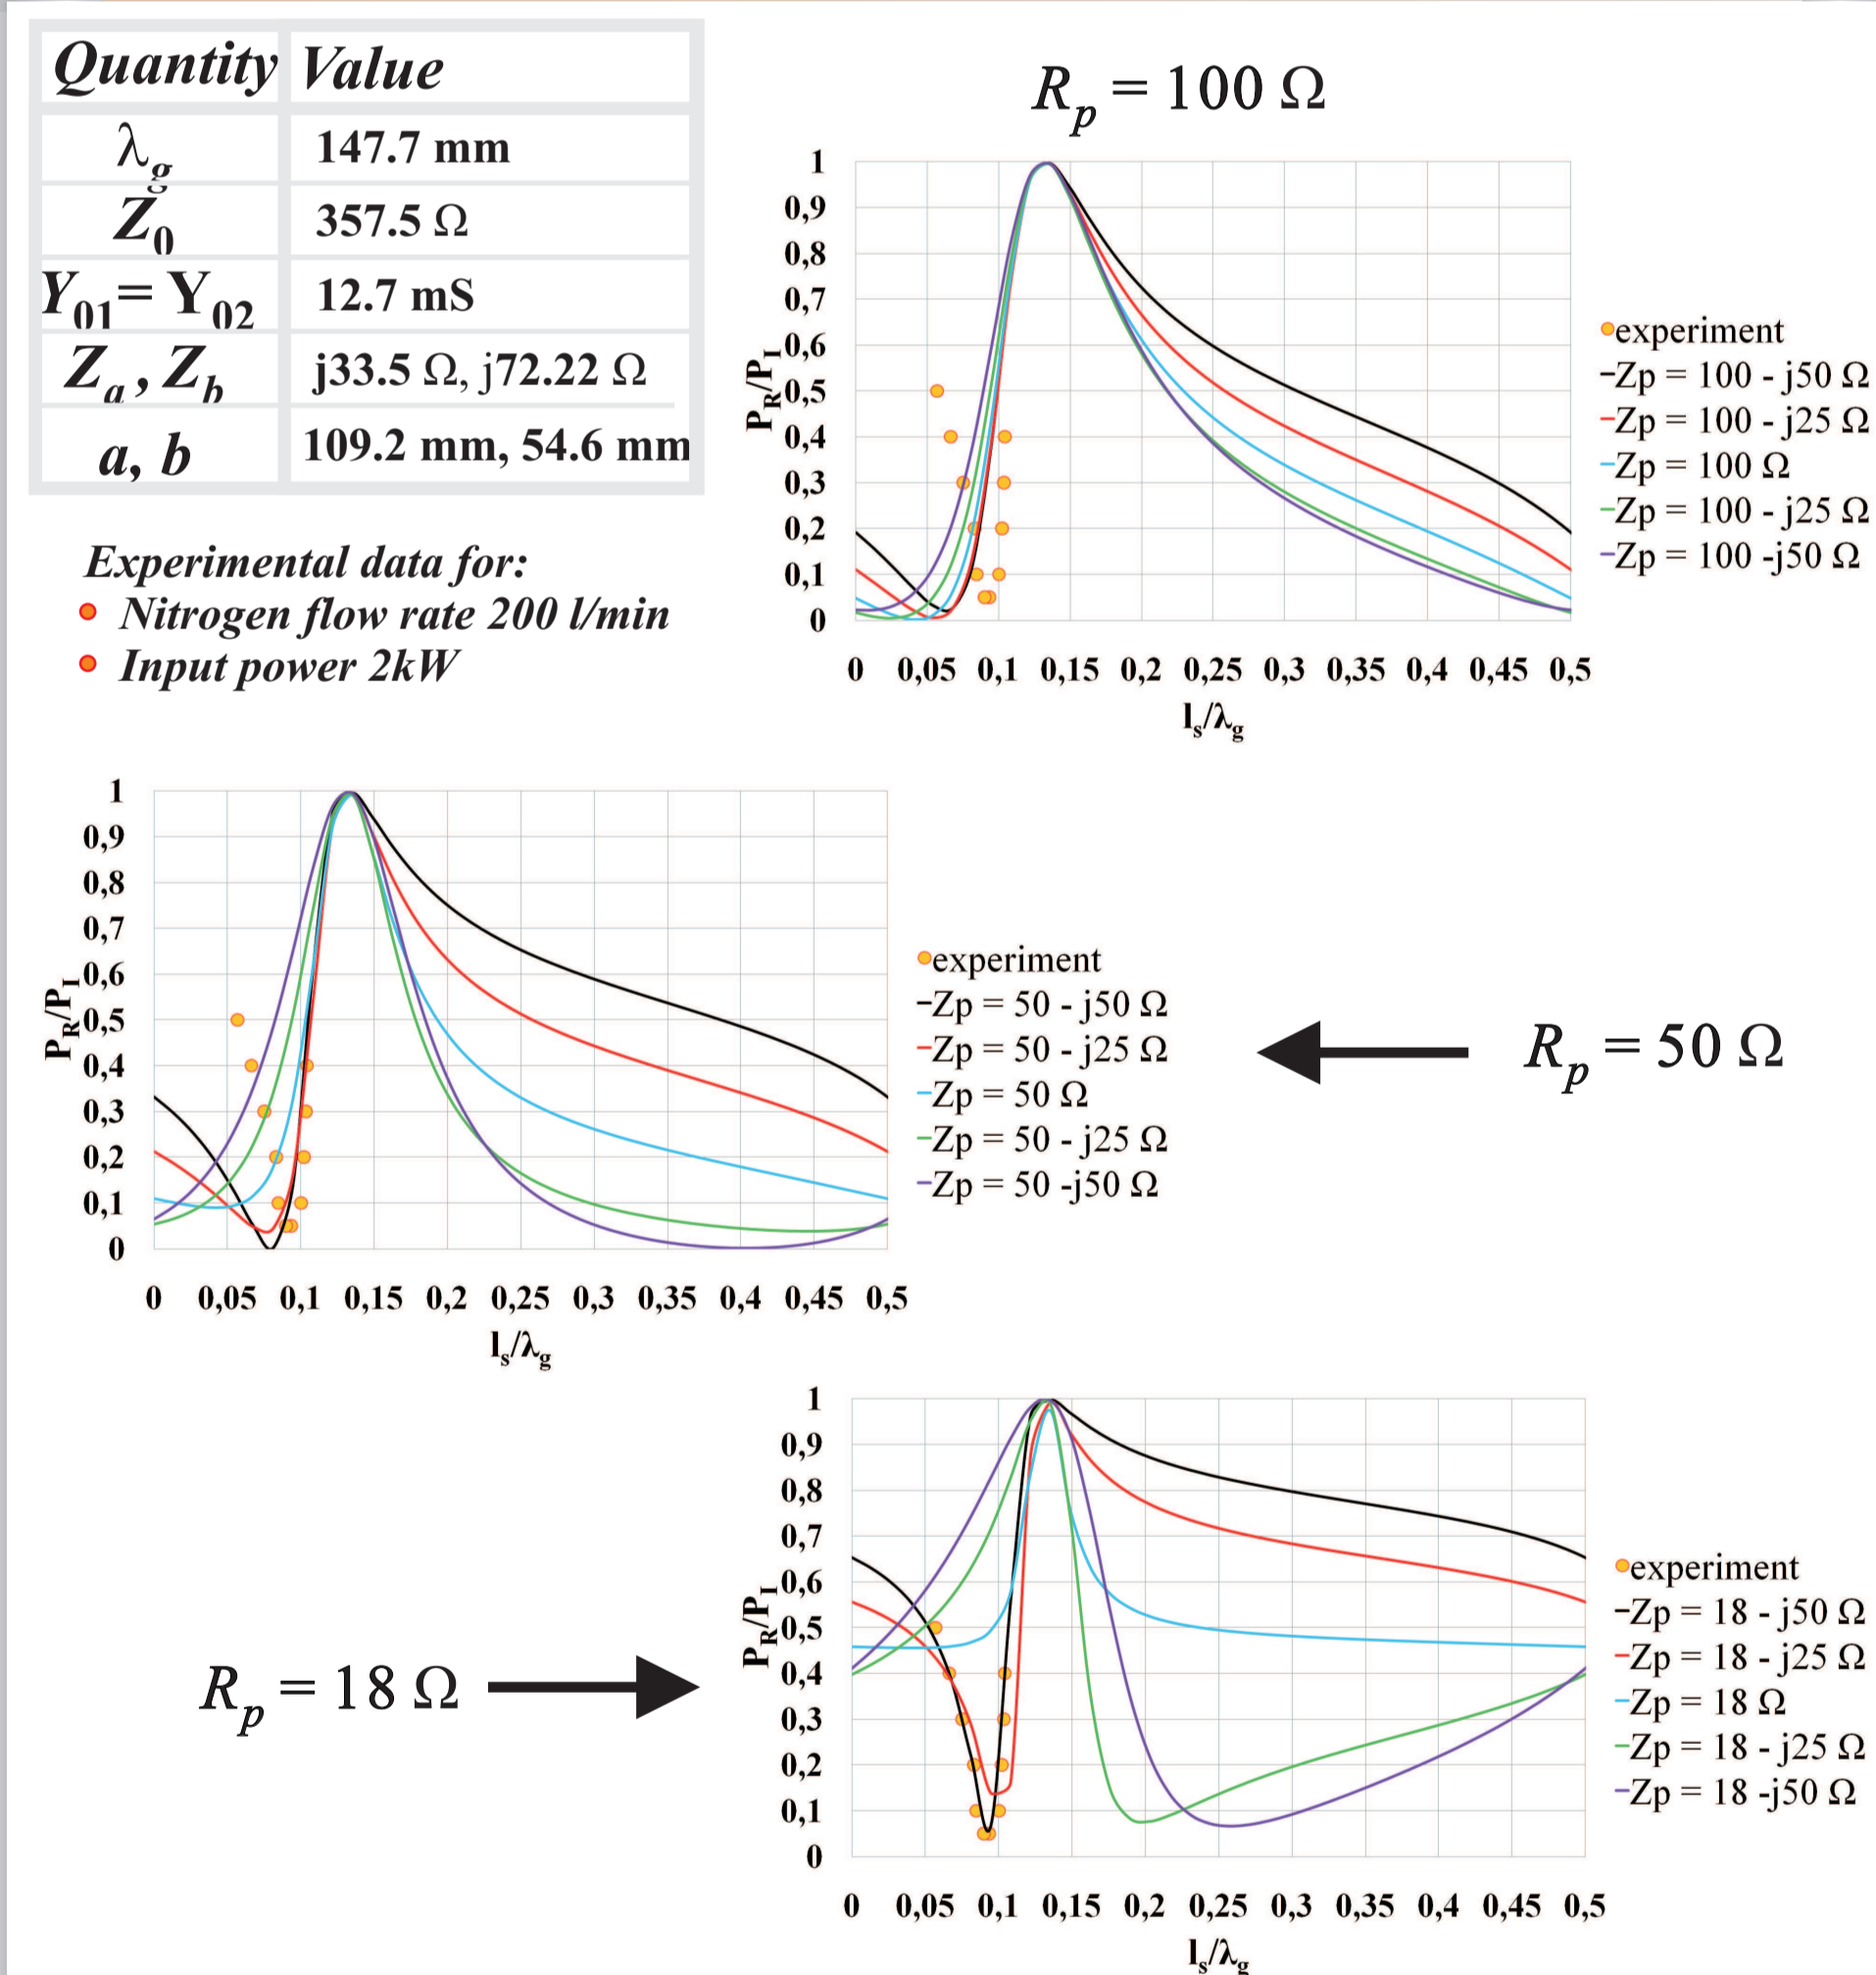 Quantity Value
λg 147.7 mm
Z0 357.5 Ω
Y01= Y02 12.7 mS
Za , Zb j33.5 Ω, j72.22 Ω
a, b 109.2 mm, 54.6 mm
Experimental data for:
Nitrogen flow rate 200 l/min
Input power 2kW
Rp = 100 Ω
1
0,9
0,8
0,7
0,6
0,5
0,4
0,3
0,2
0,1
0
PR/PI
0 0,05 0,1 0,15 0,2 0,25 0,3 0,35 0,4 0,45 0,5
ls/λg
experiment
Zp = 100 - j50 Ω
Zp = 100 - j25 Ω
Zp = 100 Ω
Zp = 100 - j25 Ω
Zp = 100 -j50 Ω
1
0,9
0,8
0,7
0,6
0,5
0,4
0,3
0,2
0,1
0
PR/PI
0 0,05 0,1 0,15 0,2 0,25 0,3 0,35 0,4 0,45 0,5
ls/λg
experiment
Zp = 50 - j50 Ω
Zp = 50 - j25 Ω
Zp = 50 Ω
Zp = 50 - j25 Ω
Zp = 50 -j50 Ω
Rp = 50 Ω
Rp = 18 Ω
1
0,9
0,8
0,7
0,6
0,5
0,4
0,3
0,2
0,1
0
PR/PI
0 0,05 0,1 0,15 0,2 0,25 0,3 0,35 0,4 0,45 0,5
ls/λg
experiment
Zp = 18 - j50 Ω
Zp = 18 - j25 Ω
Zp = 18 Ω
Zp = 18 - j25 Ω
Zp = 18 -j50 Ω